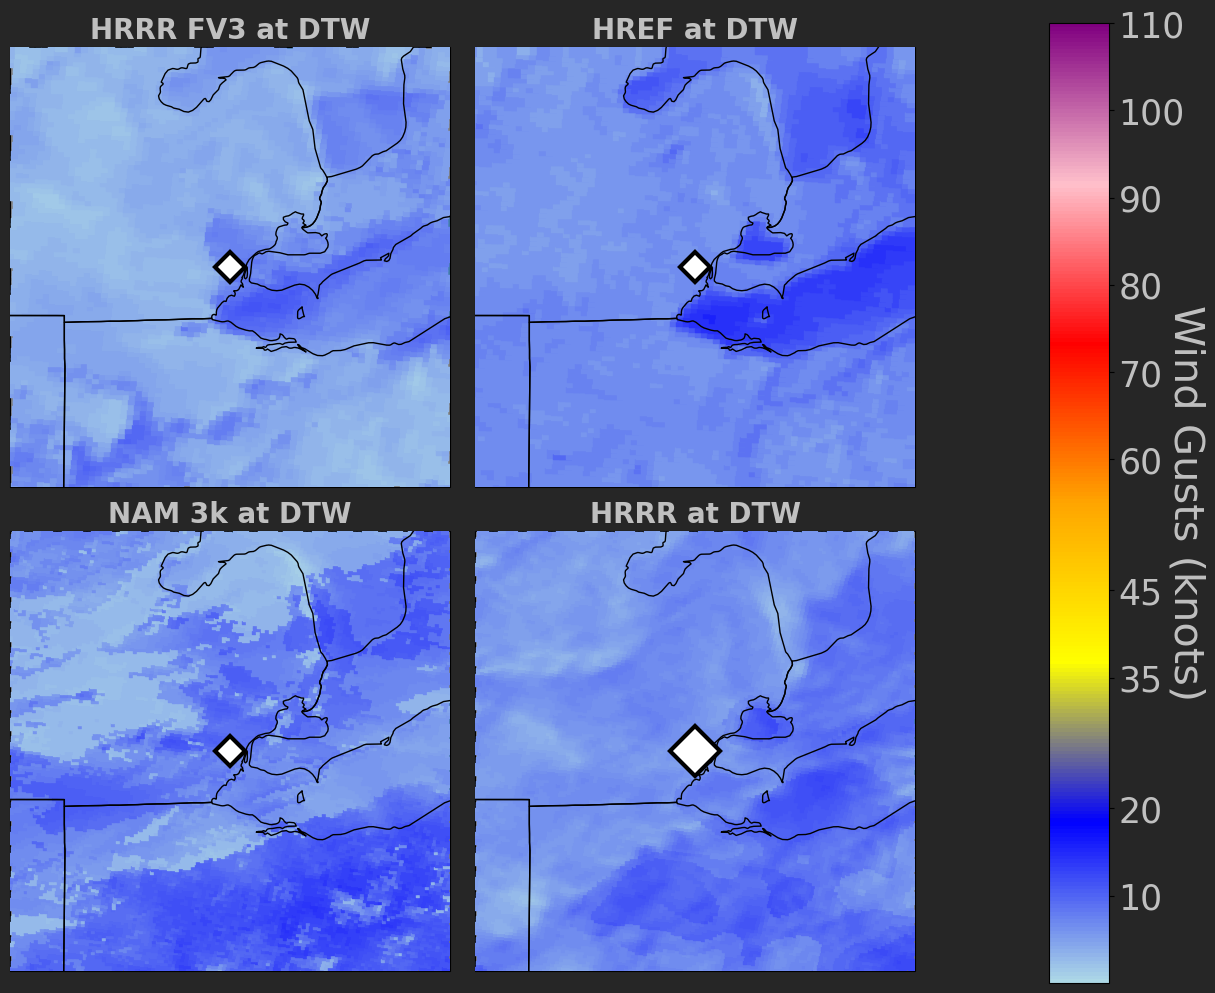 HRRR FV3 at DTW
HREF at DTW
NAM 3k at DTW
HRRR at DTW
110
100
90
80
70
60
45
35
20
10
Wind Gusts (knots)